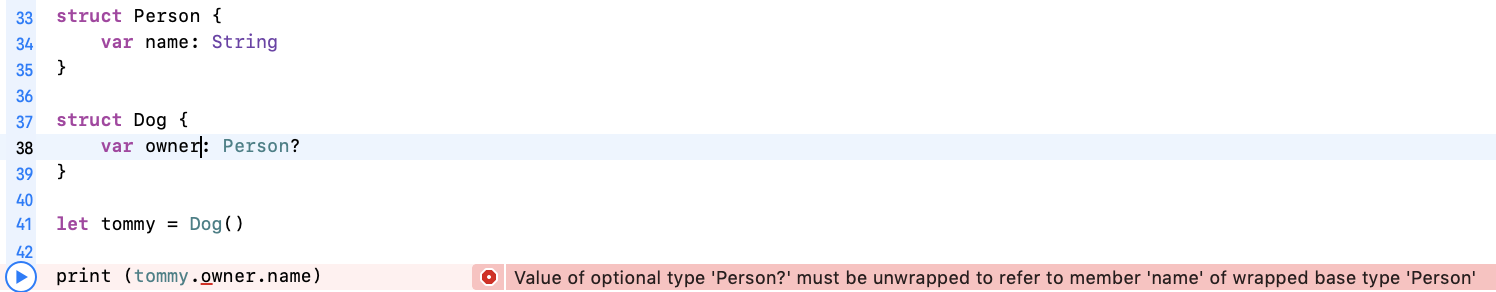 33 struct Person {
34 var name: String
35 }
36
37 struct Dog {
38 var owner: Person?
39 }
40
41 let tommy = Dog()
42
print (tommy.owner.name) Value of optional type 'Person?' must be unwrapped to refer to member 'name' of wrapped base type 'Person'